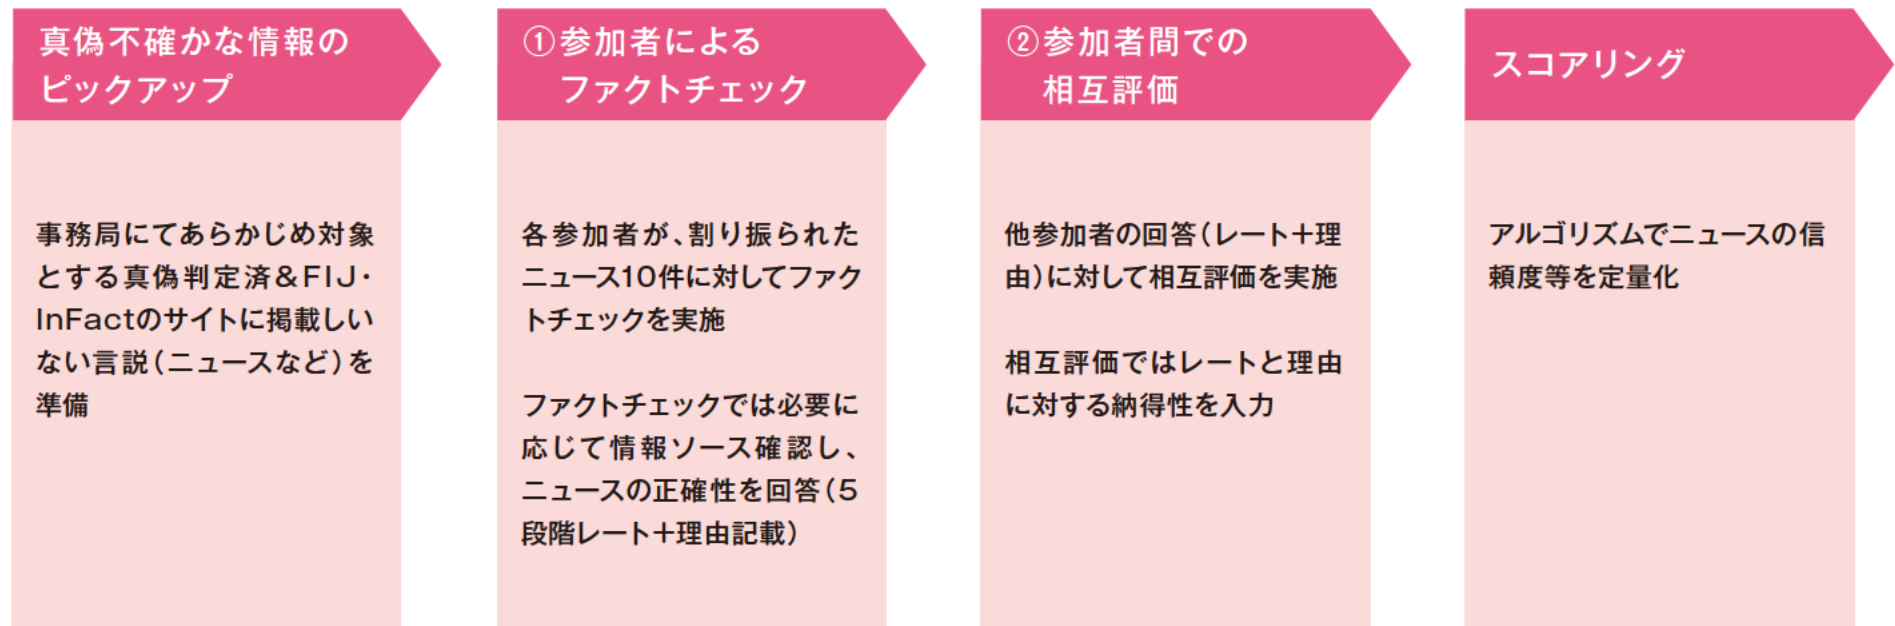 真偽不確かな情報の
ピックアップ
事務局にてあらかじめ対象
とする真偽判定済&FIJ・
InFactのサイトに掲載しい
ない言説（ニュースなど）を
準備
①参加者による
ファクトチェック
各参加者が、割り振られた
ニュース10件に対してファク
トチェックを実施
ファクトチェックでは必要に
応じて情報ソース確認し、
ニュースの正確性を回答（5
段階レート＋理由記載）
②参加者間での
相互評価
他参加者の回答（レート＋理
由）に対して相互評価を実施
相互評価ではレートと理由
に対する納得性を入力
スコアリング
アルゴリズムでニュースの信
頼度等を定量化